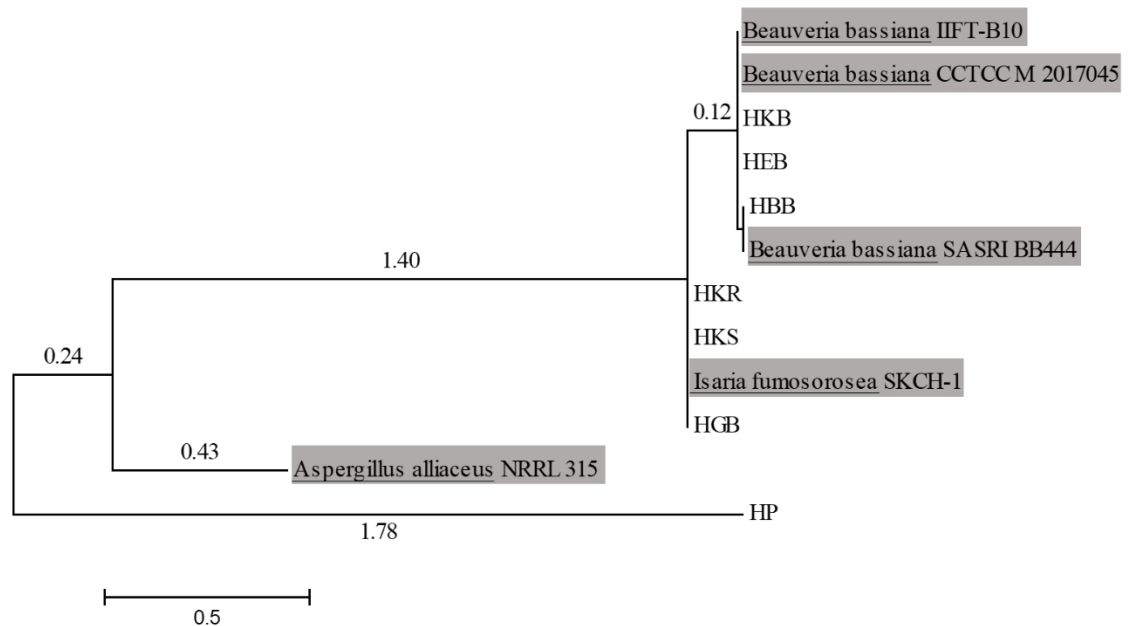 Beauveria bassiana IIFT-B10
Beauveria bassiana CCTCC M 2017045
0.12
HKB
HEB
HBB
Beauveria bassiana SASRI BB444
1.40
HKR
HKS
0.24
Isaria fumosorosea SKCH-1
HGB
0.43
Aspergillus alliaceus NRRL 315
HP
1.78
0.5